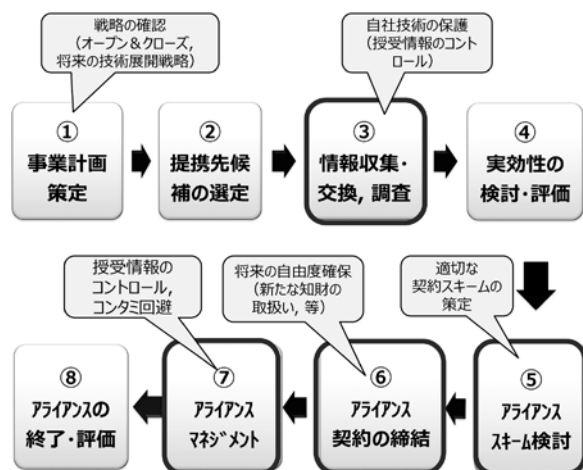 戦略の確認
(オープン&クローズ,
将来の技術展開戦略)
自社技術の保護
(授受情報のコント
ロール)
①
事業計画
策定
②
提携先候
補の選定
③
情報収集・
交換, 調査
④
実効性の
検討・評価
授受情報の
コントロール,
コンタミ回避
将来の自由度確保
(新たな知財の
取扱い, 等)
適切な
契約スキームの
策定
⑤
ｱﾗｲｱﾝｽ
ｽｷｰﾑ検討
⑥
ｱﾗｲｱﾝｽ
契約の締結
⑦
ｱﾗｲｱﾝｽ
ﾏﾈｼﾞﾒﾝﾄ
⑧
ｱﾗｲｱﾝｽの
終了・評価